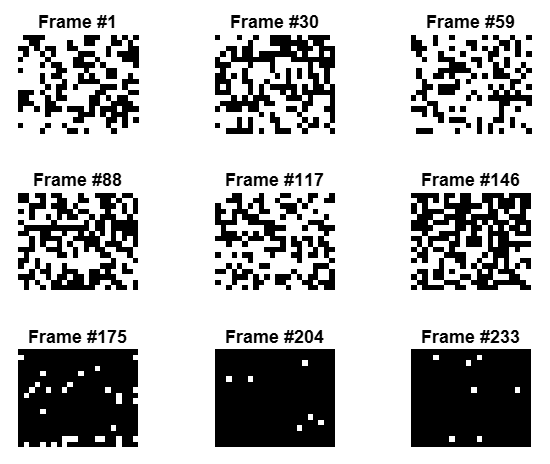 Frame #1
Frame #30
Frame #59
Frame #88
Frame #117
Frame #146
Frame #175
Frame #204
Frame #233